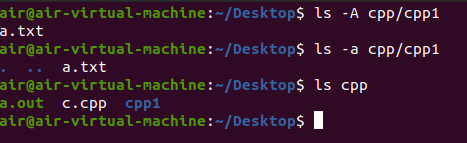 air@air-virtual-machine:~/Desktop$ ls -A cpp/cpp1
a.txt
air@air-virtual-machine:~/Desktop$ ls -a cpp/cpp1
.  ..  a.txt
air@air-virtual-machine:~/Desktop$ ls cpp
a.out  c.cpp  cpp1
air@air-virtual-machine:~/Desktop$